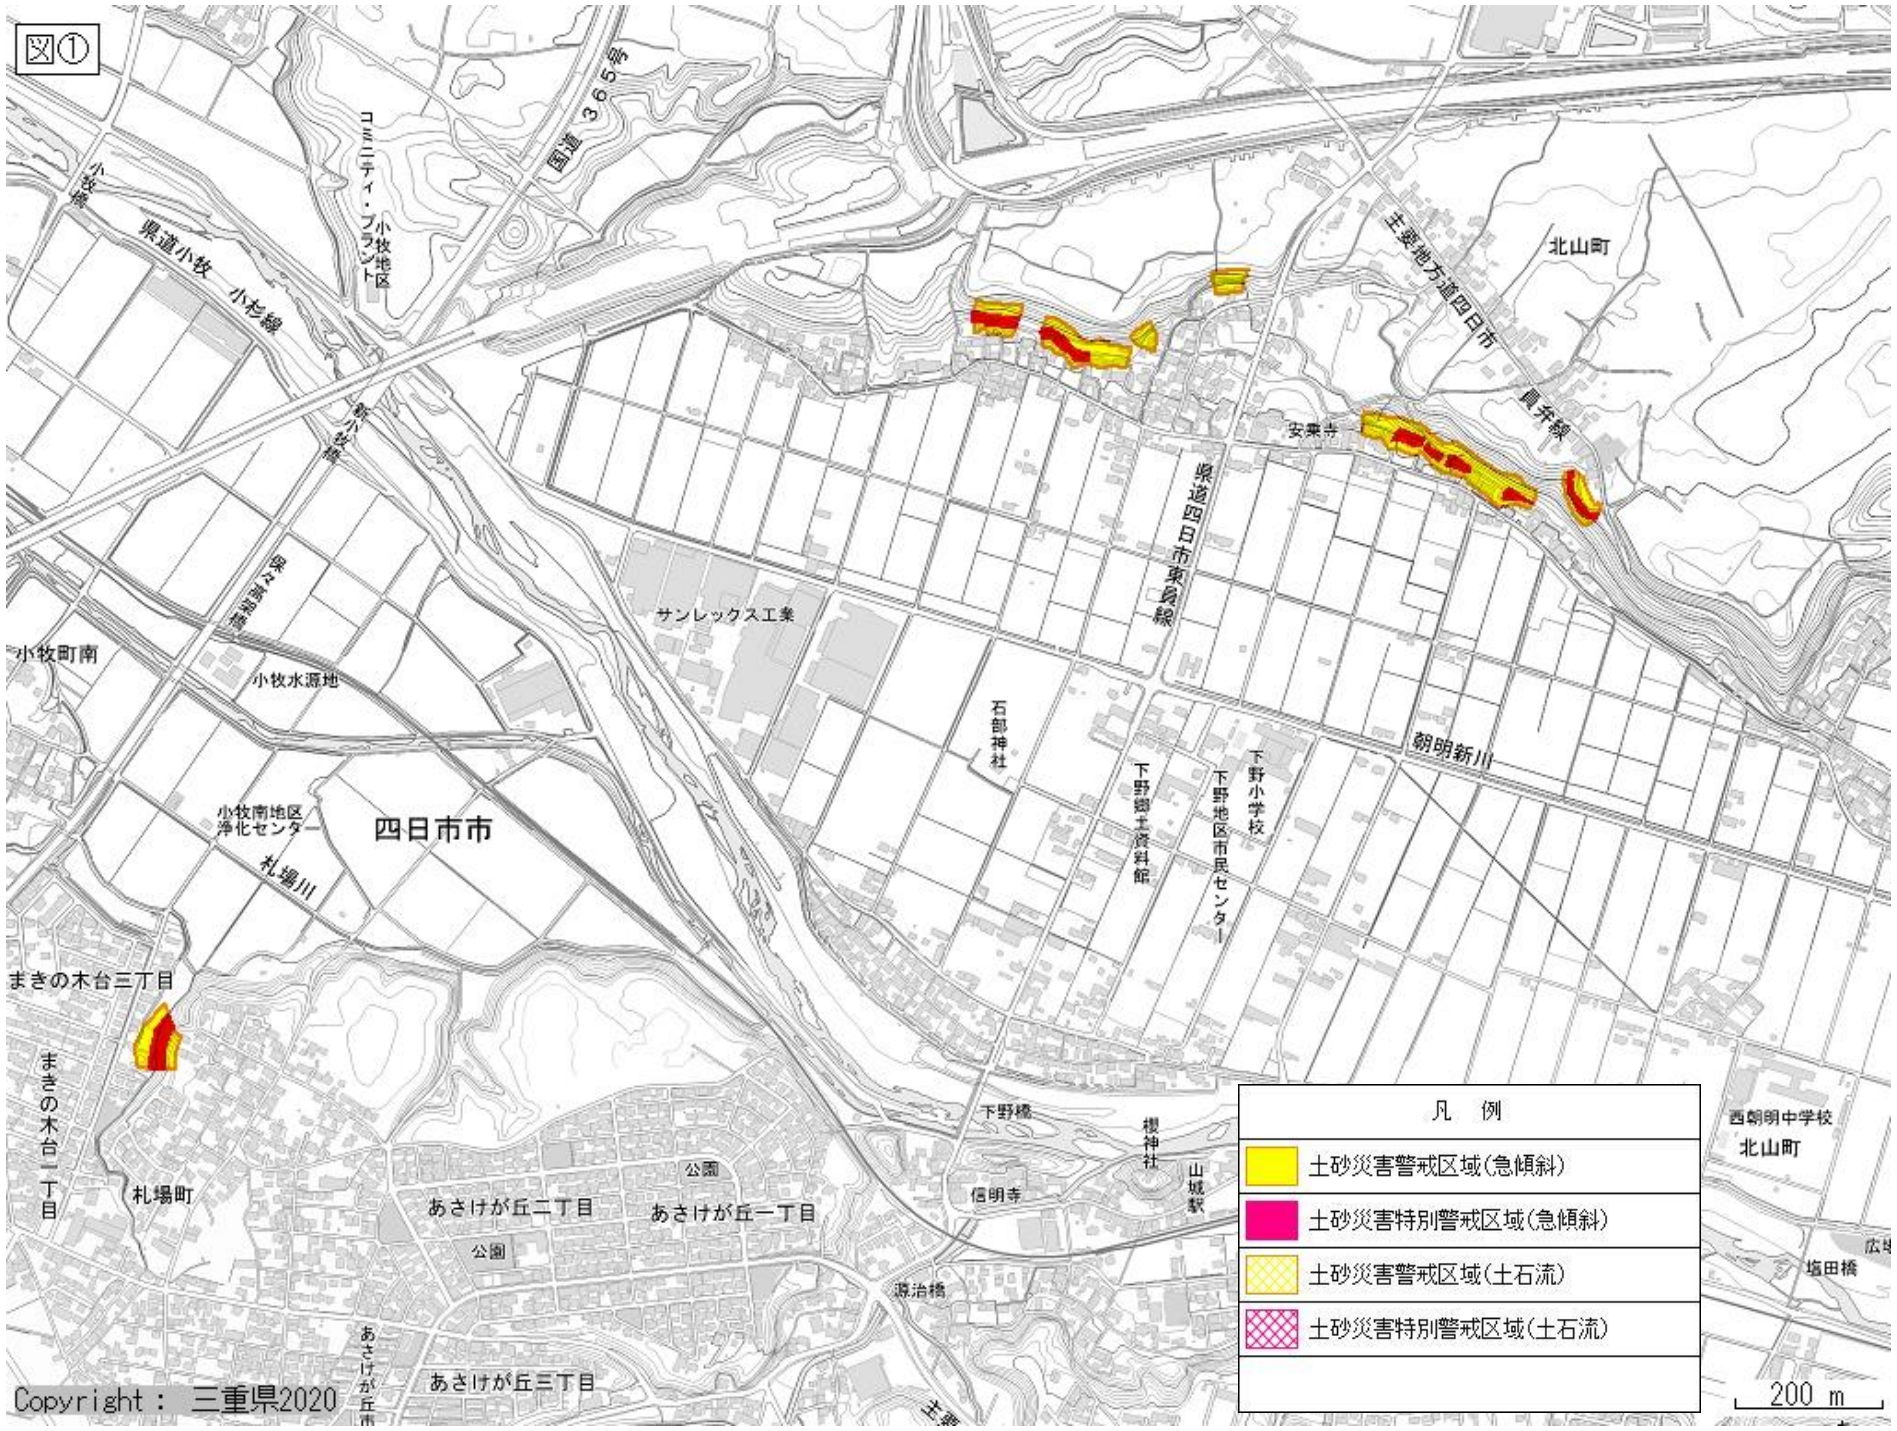 図①
国道 365号
コミニティ・プラント
小牧地区
小牧橋
県道小牧 小杉線
北山町
主要地方道四日市
員弁線
安乗寺
新小牧橋
県道四日市東員線
保々高架橋
サンレックス工業
小牧町南
小牧水源地
石部神社
朝明新川
下野小学校
下野郷土資料館
下野地区市民センター
小牧南地区
浄化センター
四日市市
札場川
まきの木台三丁目
まきの木台一丁目
下野橋
櫻神社
山城駅
信明寺
公園
札場町
あさけが丘二丁目
あさけが丘一丁目
公園
源治橋
あさけが丘三丁目
あさけが丘市
主要
西朝明中学校
北山町
広場
塩田橋
凡 例
土砂災害警戒区域(急傾斜)
土砂災害特別警戒区域(急傾斜)
土砂災害警戒区域(土石流)
土砂災害特別警戒区域(土石流)
Copyright : 三重県2020
200 m